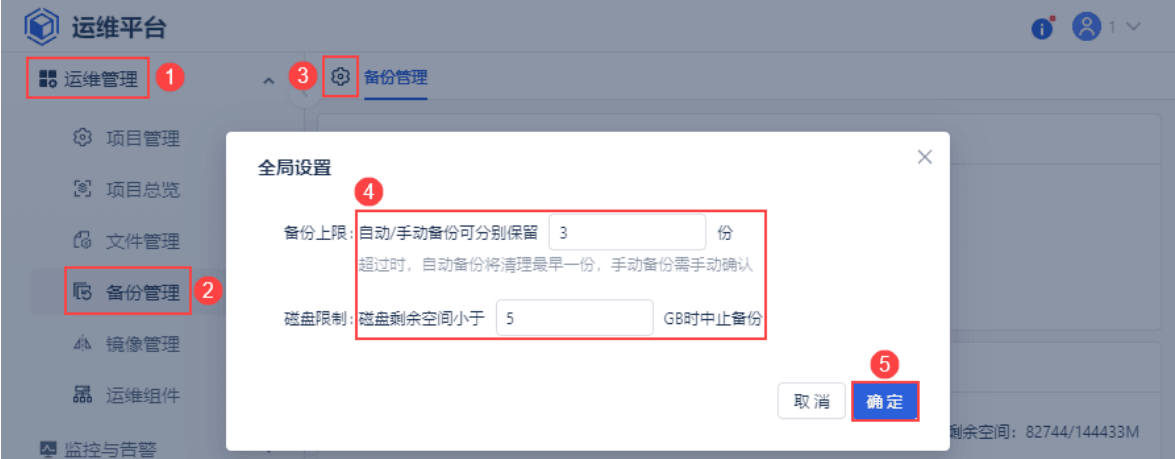 运维平台
1
运维管理 1
3 备份管理
项目管理
项目总览
文件管理
备份管理 2
镜像管理
运维组件
监控与告警
全局设置
4
备份上限: 自动/手动备份可分别保留 3 份
超过时，自动备份将清理最早一份，手动备份需手动确认
磁盘限制: 磁盘剩余空间小于 5 GB时中止备份
5
取消 确定
剩余空间：82744/144433M